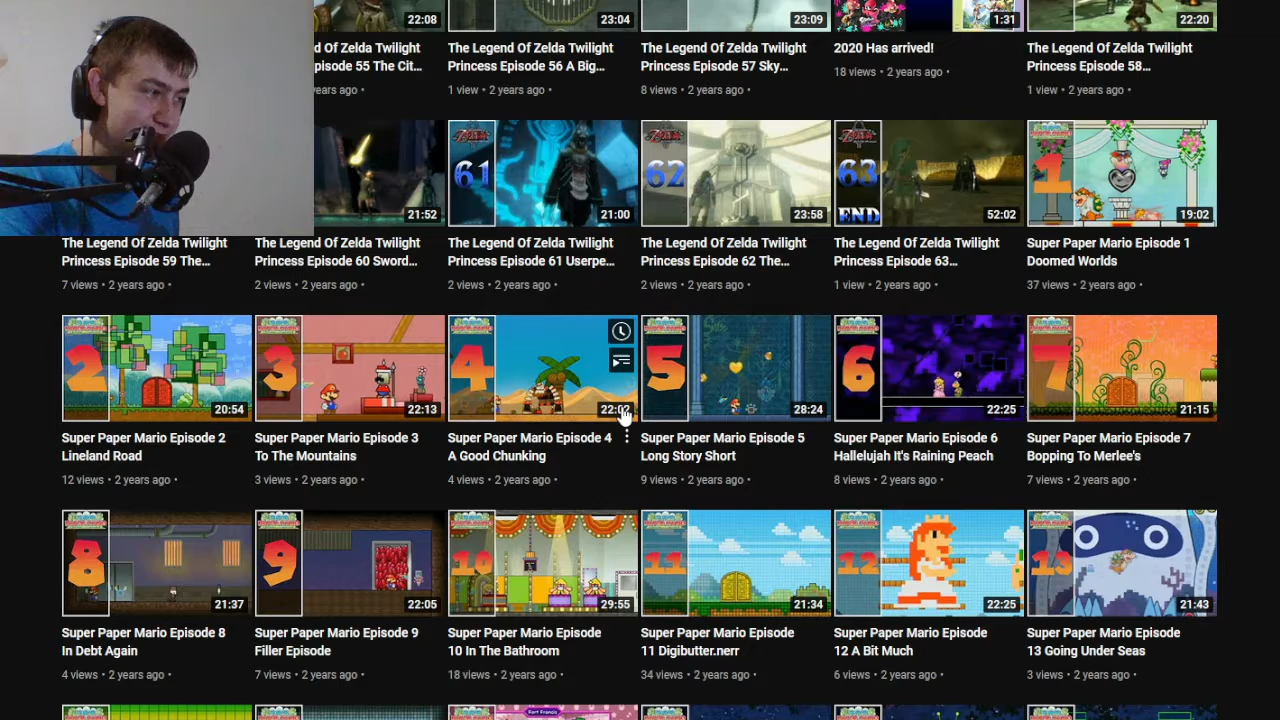 22:08
23:04
23:09
1:31
22:20
d Of Zelda Twilight
pisode 55 The Cit...
ears ago •
The Legend Of Zelda Twilight
Princess Episode 56 A Big...
1 view • 2 years ago •
The Legend Of Zelda Twilight
Princess Episode 57 Sky...
8 views • 2 years ago •
2020 Has arrived!
18 views • 2 years ago •
The Legend Of Zelda Twilight
Princess Episode 58...
1 view • 2 years ago •
21:52
61
21:00
62
23:58
63
END
52:02
1
19:02
The Legend Of Zelda Twilight
Princess Episode 59 The...
7 views • 2 years ago •
The Legend Of Zelda Twilight
Princess Episode 60 Sword...
2 views • 2 years ago •
The Legend Of Zelda Twilight
Princess Episode 61 Userpe...
2 views • 2 years ago •
The Legend Of Zelda Twilight
Princess Episode 62 The...
2 views • 2 years ago •
The Legend Of Zelda Twilight
Princess Episode 63...
1 view • 2 years ago •
Super Paper Mario Episode 1
Doomed Worlds
37 views • 2 years ago •
2
20:54
3
22:13
4
22:02
5
28:24
6
22:25
7
21:15
Super Paper Mario Episode 2
Lineland Road
12 views • 2 years ago •
Super Paper Mario Episode 3
To The Mountains
3 views • 2 years ago •
Super Paper Mario Episode 4
A Good Chunking
4 views • 2 years ago •
Super Paper Mario Episode 5
Long Story Short
9 views • 2 years ago •
Super Paper Mario Episode 6
Hallelujah It's Raining Peach
8 views • 2 years ago •
Super Paper Mario Episode 7
Bopping To Merlee's
7 views • 2 years ago •
8
21:37
9
22:05
10
29:55
11
21:34
12
22:25
13
21:43
Super Paper Mario Episode 8
In Debt Again
4 views • 2 years ago •
Super Paper Mario Episode 9
Filler Episode
7 views • 2 years ago •
Super Paper Mario Episode
10 In The Bathroom
18 views • 2 years ago •
Super Paper Mario Episode
11 Digibutter.nerr
34 views • 2 years ago •
Super Paper Mario Episode
12 A Bit Much
6 views • 2 years ago •
Super Paper Mario Episode
13 Going Under Seas
3 views • 2 years ago •
Fort Francis